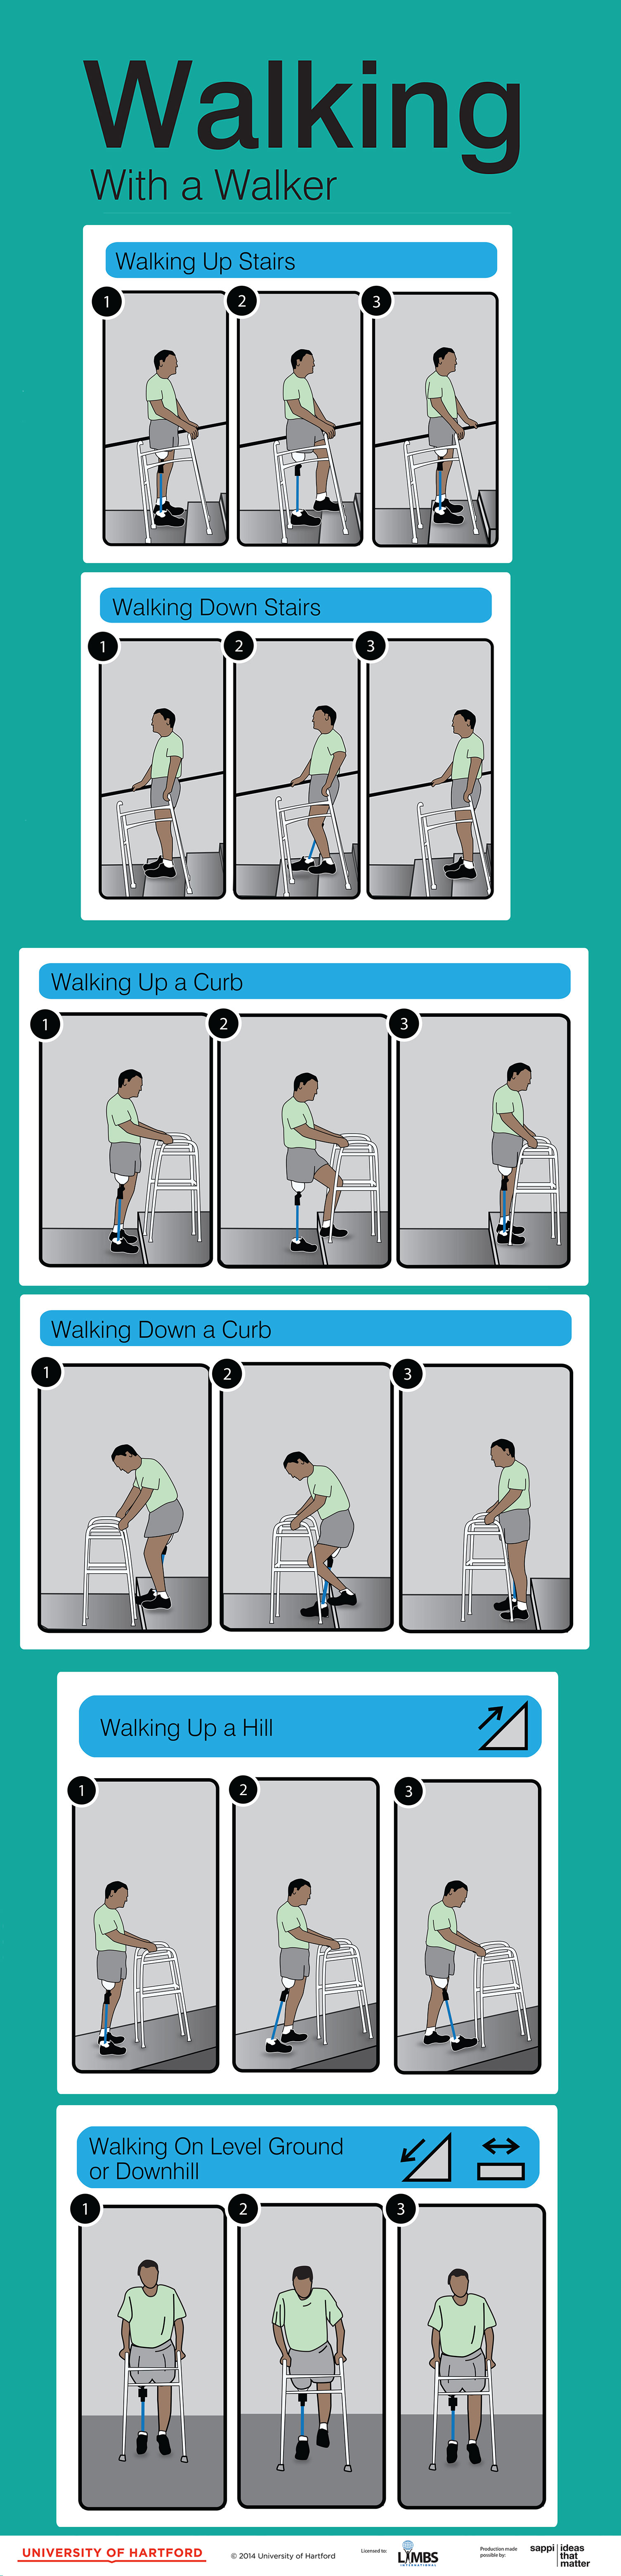 Walking
With a Walker
Walking Up Stairs
1
2
3
Walking Down Stairs
1
2
3
Walking Up a Curb
1
2
3
Walking Down a Curb
1
2
3
Walking Up a Hill
1
2
3
Walking On Level Ground
or Downhill
1
2
3
UNIVERSITY OF HARTFORD
© 2014 University of Hartford
Licensed to:
LIMBS
INTERNATIONAL
Production made
possible by:
sappi
ideas
that
matter